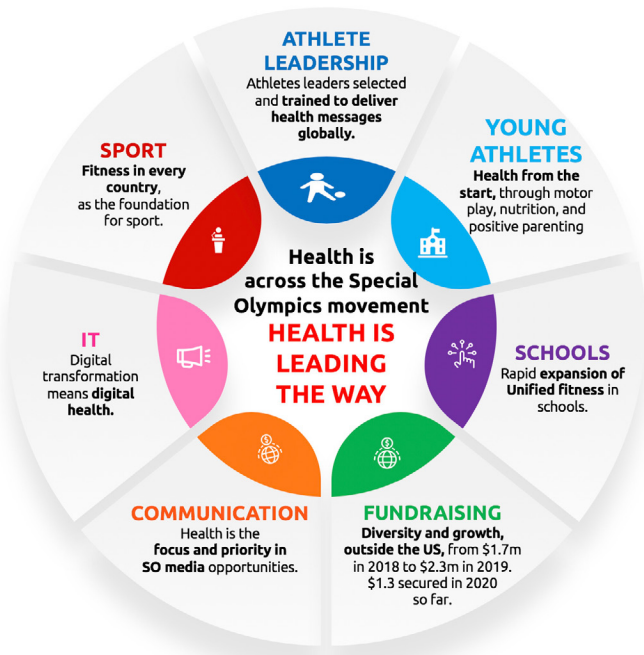 ATHLETE
LEADERSHIP
Athletes leaders selected
and trained to deliver
health messages
globally.
YOUNG
ATHLETES
Health from the
start, through motor
play, nutrition, and
positive parenting
SCHOOLS
Rapid expansion of
Unified fitness in
schools.
FUNDRAISING
Diversity and growth,
outside the US, from $1.7m
in 2018 to $2.3m in 2019.
$1.3 secured in 2020
so far.
COMMUNICATION
Health is the
focus and priority in
SO media opportunities.
IT
Digital
transformation
means digital
health.
SPORT
Fitness in every
country,
as the foundation
for sport.
Health is
across the Special
Olympics movement
HEALTH IS
LEADING
THE WAY
$
$